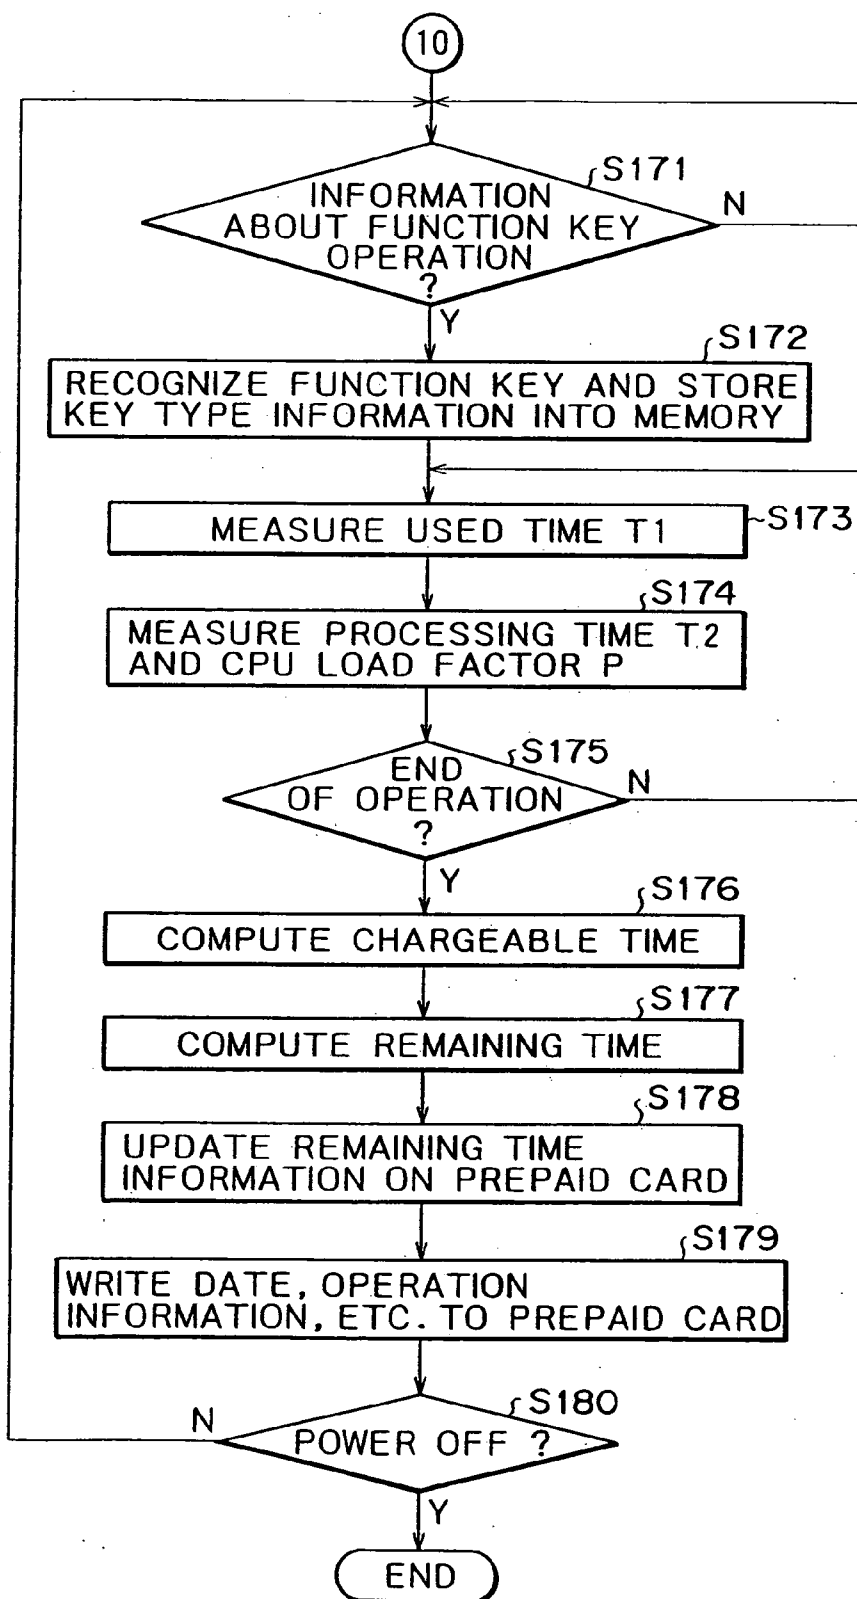 10
S171
INFORMATION
ABOUT FUNCTION KEY
OPERATION
?
N
Y
S172
RECOGNIZE FUNCTION KEY AND STORE
KEY TYPE INFORMATION INTO MEMORY
MEASURE USED TIME T1
S173
S174
MEASURE PROCESSING TIME T2
AND CPU LOAD FACTOR P
S175
END
OF OPERATION
?
N
Y
S176
COMPUTE CHARGEABLE TIME
S177
COMPUTE REMAINING TIME
S178
UPDATE REMAINING TIME
INFORMATION ON PREPAID CARD
S179
WRITE DATE, OPERATION
INFORMATION, ETC. TO PREPAID CARD
S180
N
POWER OFF ?
Y
END